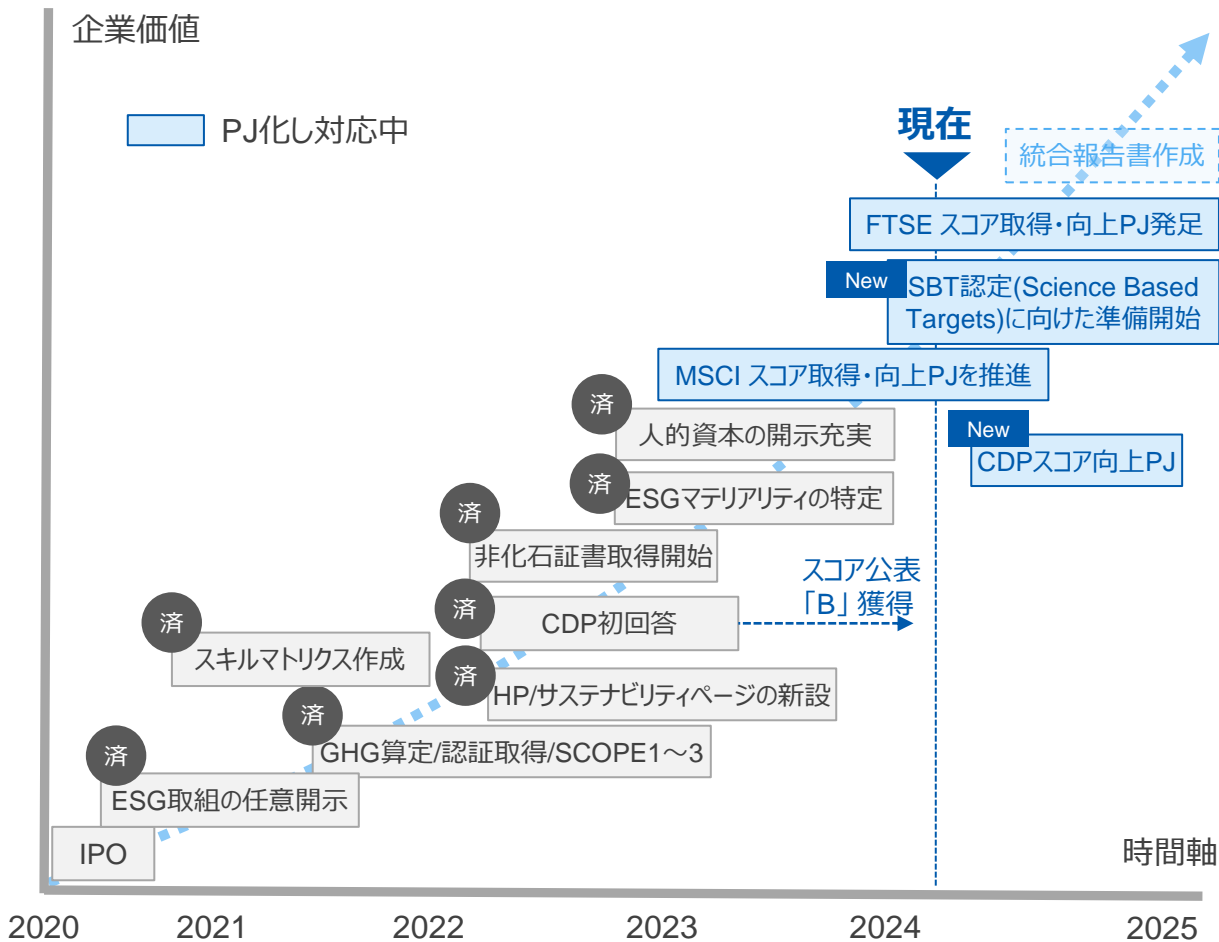 企業価値
PJ化し対応中
現在
統合報告書作成
FTSE スコア取得・向上PJ発足
New
SBT認定(Science Based
Targets)に向けた準備開始
MSCI スコア取得・向上PJを推進
済
人的資本の開示充実
New
CDPスコア向上PJ
済
ESGマテリアリティの特定
済
非化石証書取得開始
スコア公表
「B」獲得
済
CDP初回答
済
スキルマトリクス作成
済
HP/サステナビリティページの新設
済
GHG算定/認証取得/SCOPE1～3
済
ESG取組の任意開示
IPO
時間軸
2020
2021
2022
2023
2024
2025